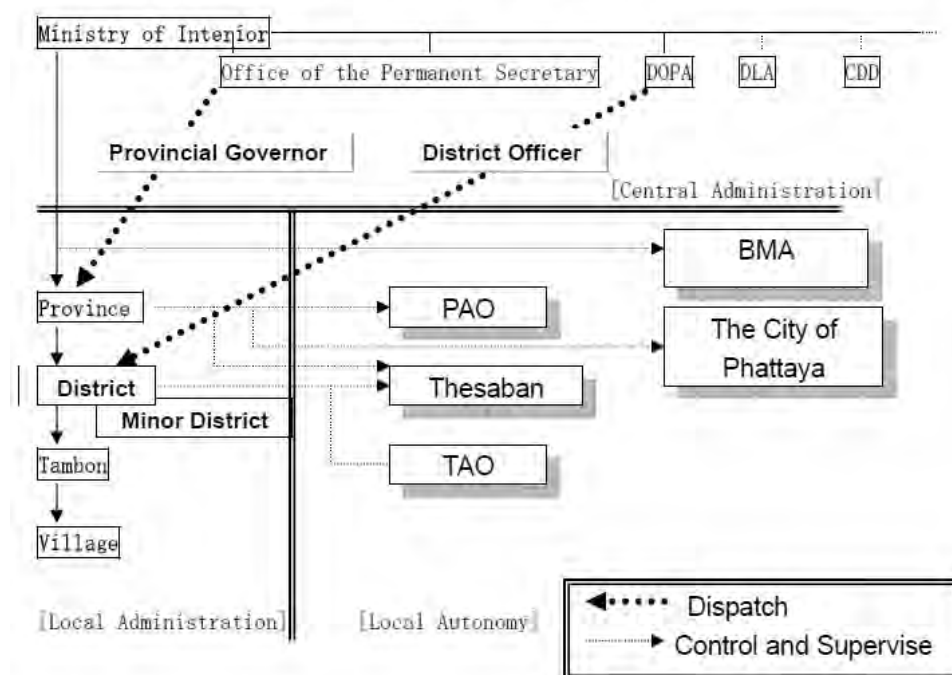 Ministry of Interior
Office of the Permanent Secretary
DOPA
DLA
CDD
Provincial Governor
District Officer
[Central Administration]
BMA
Province
PAO
The City of
Phattaya
District
Thesaban
Minor District
Tambon
TAO
Village
[Local Administration]
[Local Autonomy]
Dispatch
Control and Supervise